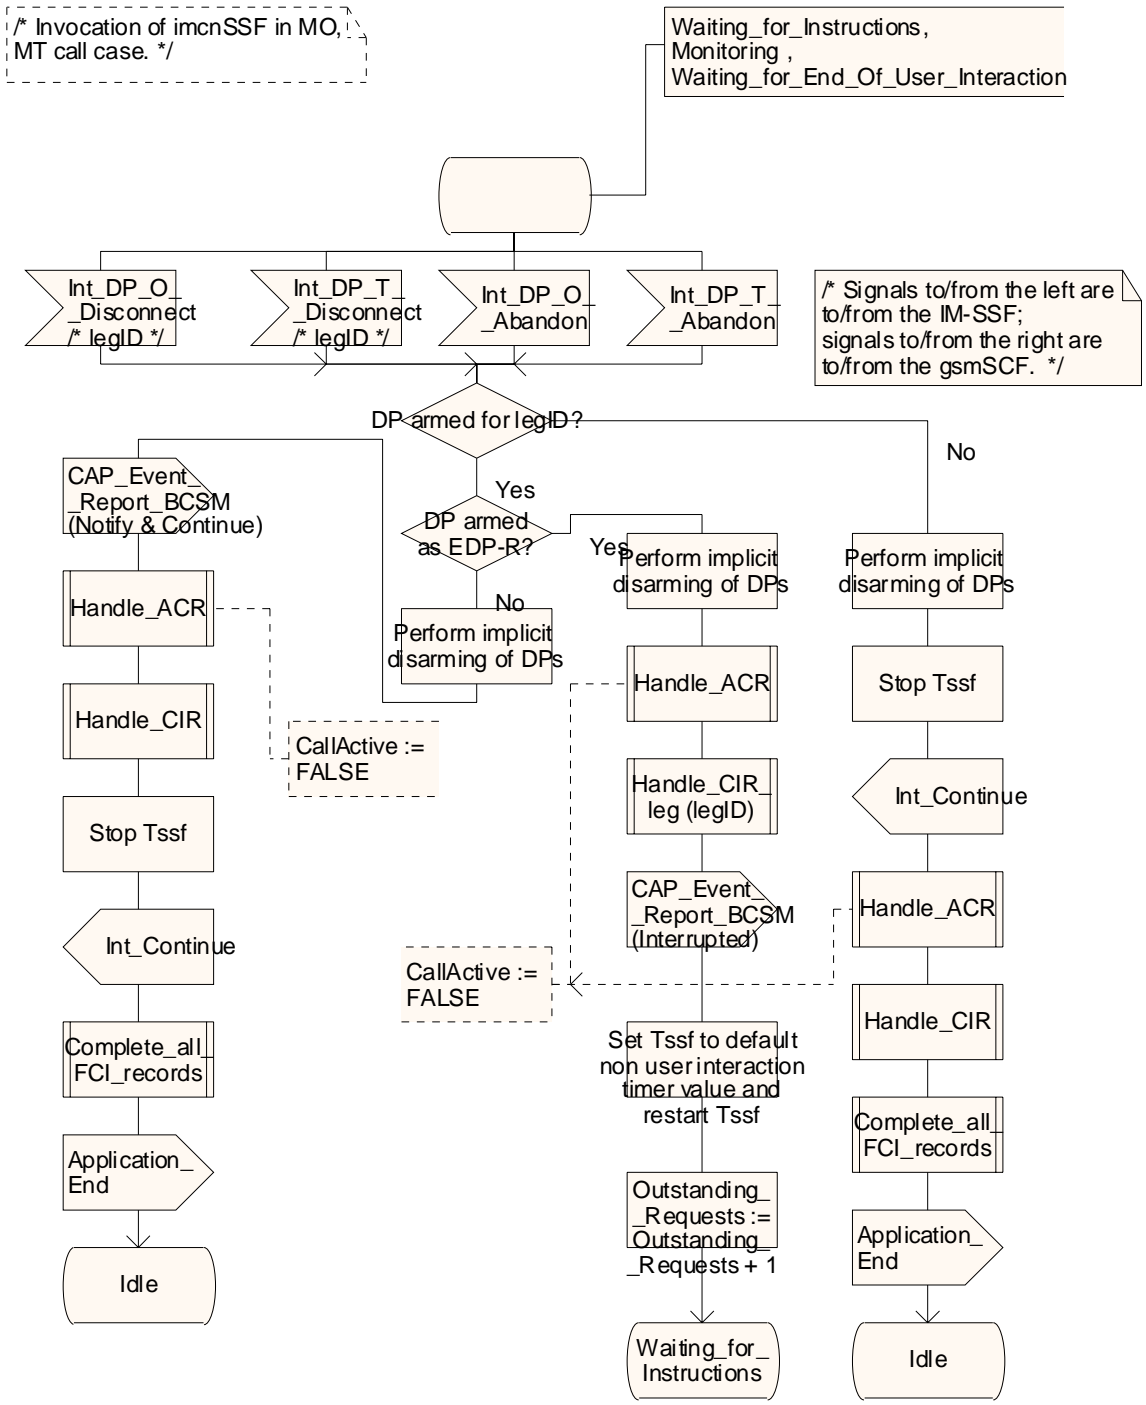 /* Invocation of imcnSSF in MO,
MT call case. */
Waiting_for_Instructions,
Monitoring ,
Waiting_for_End_Of_User_Interaction
Int_DP_O_
_Disconnect
/* legID */
Int_DP_T_
_Disconnect
/* legID */
Int_DP_O_
_Abandon
Int_DP_T_
_Abandon
/* Signals to/from the left are
to/from the IM-SSF;
signals to/from the right are
to/from the gsmSCF. */
DP armed for legID?
No
Yes
DP armed
as EDP-R?
Yes
No
Perform implicit
disarming of DPs
CAP_Event_
_Report_BCSM
(Notify & Continue)
Handle_ACR
CallActive :=
FALSE
Handle_CIR
Stop Tssf
Int_Continue
Complete_all_
FCI_records
Application_
End
Idle
Perform implicit
disarming of DPs
Handle_ACR
Handle_CIR_
leg (legID)
CAP_Event_
_Report_BCSM
(Interrupted)
CallActive :=
FALSE
Set Tssf to default
non user interaction
timer value and
restart Tssf
Outstanding_
_Requests :=
Outstanding_
_Requests + 1
Waiting_for_
Instructions
Perform implicit
disarming of DPs
Stop Tssf
Int_Continue
Handle_ACR
Handle_CIR
Complete_all_
FCI_records
Application_
End
Idle